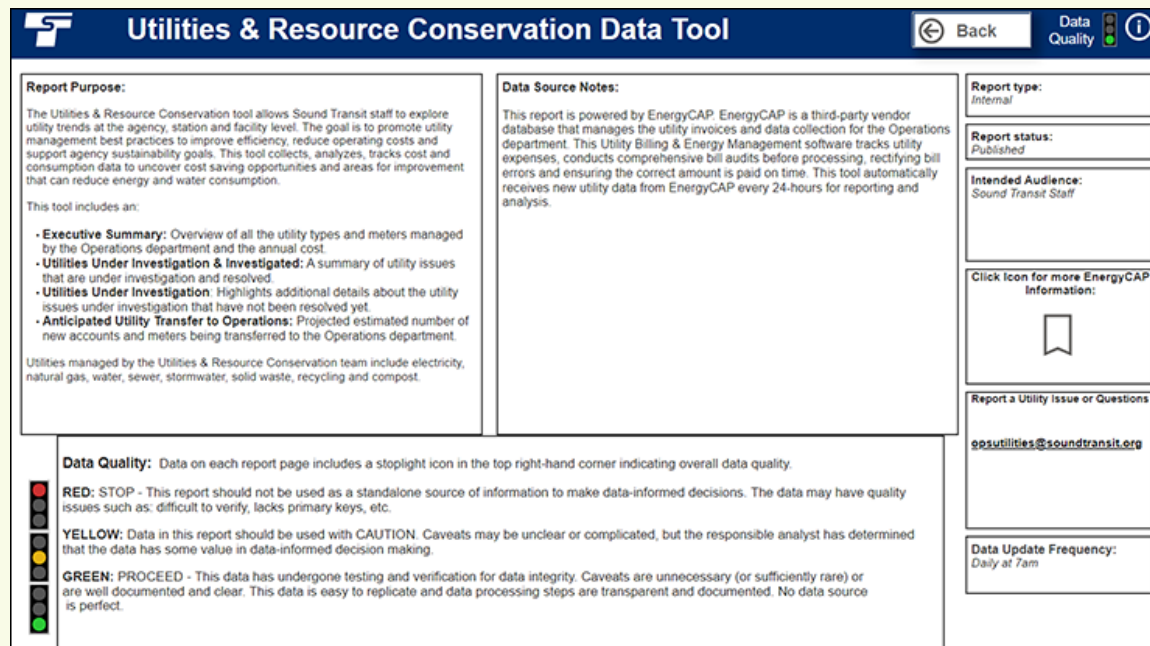 Utilities & Resource Conservation Data Tool
Back
Data
Quality
Report Purpose:
The Utilities & Resource Conservation tool allows Sound Transit staff to explore
utility trends at the agency, station and facility level. The goal is to promote utility
management best practices to improve efficiency, reduce operating costs and
support agency sustainability goals. This tool collects, analyzes, tracks cost and
consumption data to uncover cost saving opportunities and areas for improvement
that can reduce energy and water consumption.
This tool includes an:
- Executive Summary: Overview of all the utility types and meters managed
by the Operations department and the annual cost.
- Utilities Under Investigation & Investigated: A summary of utility issues
that are under investigation and resolved.
- Utilities Under Investigation: Highlights additional details about the utility
issues under investigation that have not been resolved yet.
- Anticipated Utility Transfer to Operations: Projected estimated number of
new accounts and meters being transferred to the Operations department.
Utilities managed by the Utilities & Resource Conservation team include electricity,
natural gas, water, sewer, stormwater, solid waste, recycling and compost.
Data Source Notes:
This report is powered by EnergyCAP. EnergyCAP is a third-party vendor
database that manages the utility invoices and data collection for the Operations
department. This Utility Billing & Energy Management software tracks utility
expenses, conducts comprehensive bill audits before processing, rectifying bill
errors and ensuring the correct amount is paid on time. This tool automatically
receives new utility data from EnergyCAP every 24-hours for reporting and
analysis.
Report type:
Internal
Report status:
Published
Intended Audience:
Sound Transit Staff
Click Icon for more EnergyCAP
Information:
Report a Utility Issue or Questions
opsutilities@soundtransit.org
Data Update Frequency:
Daily at 7am
Data Quality: Data on each report page includes a stoplight icon in the top right-hand corner indicating overall data quality.
RED: STOP - This report should not be used as a standalone source of information to make data-informed decisions. The data may have quality
issues such as: difficult to verify, lacks primary keys, etc.
YELLOW: Data in this report should be used with CAUTION. Caveats may be unclear or complicated, but the responsible analyst has determined
that the data has some value in data-informed decision making.
GREEN: PROCEED - This data has undergone testing and verification for data integrity. Caveats are unnecessary (or sufficiently rare) or
are well documented and clear. This data is easy to replicate and data processing steps are transparent and documented. No data source
is perfect.